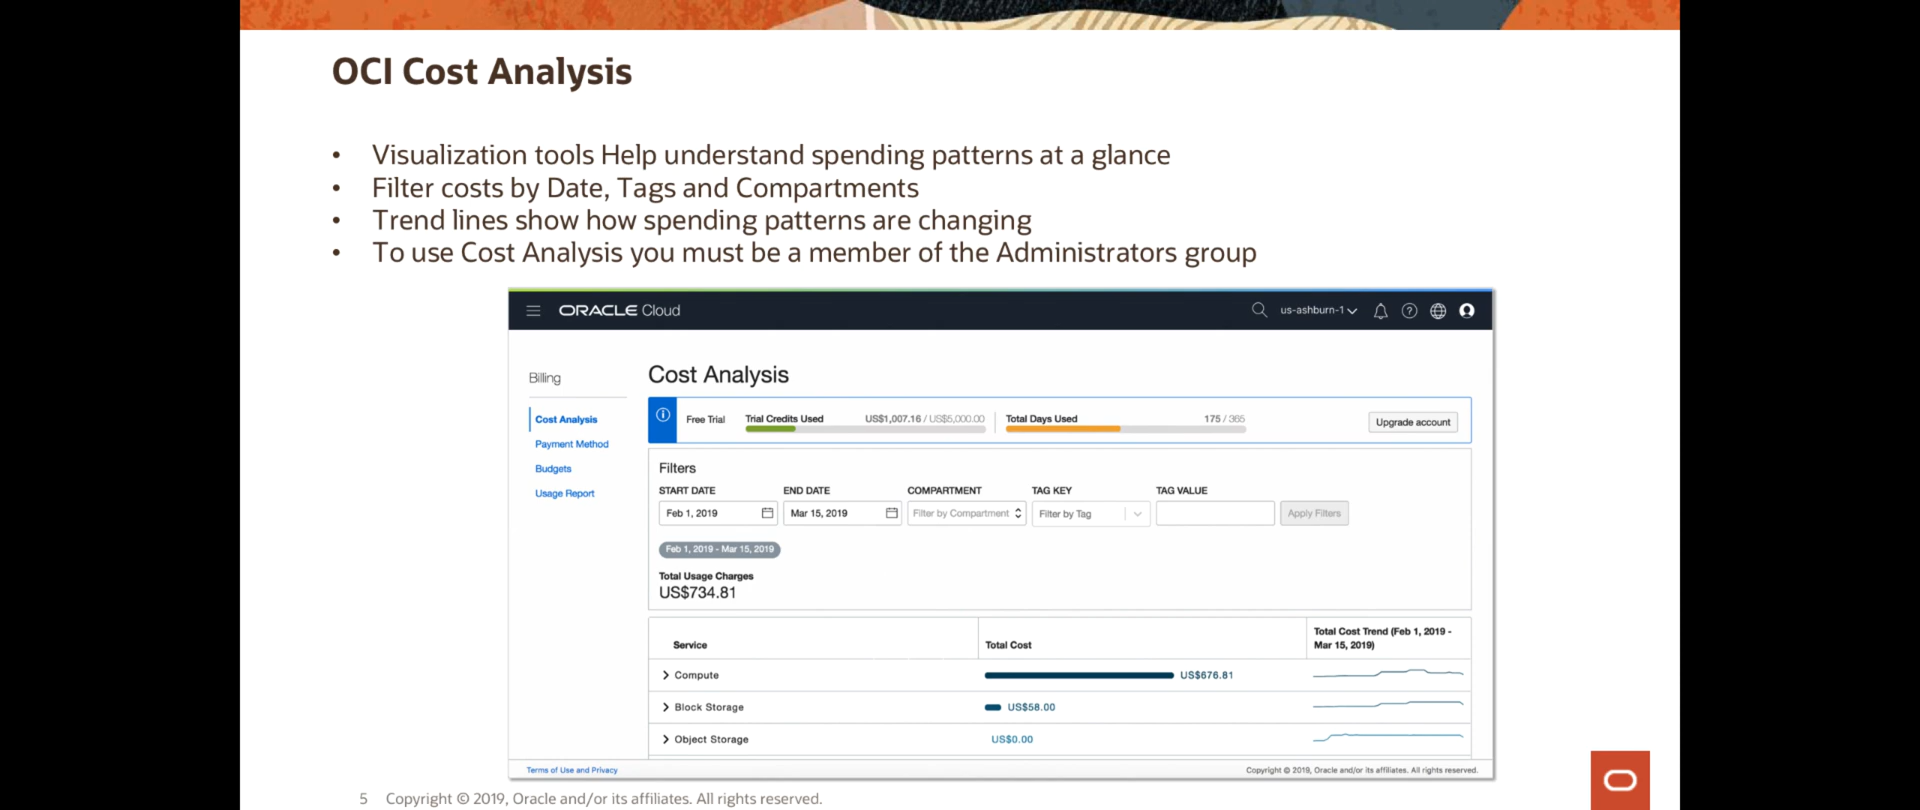 OCI Cost Analysis
• Visualization tools Help understand spending patterns at a glance
• Filter costs by Date, Tags and Compartments
• Trend lines show how spending patterns are changing
• To use Cost Analysis you must be a member of the Administrators group
ORACLE Cloud
us-ashburn-1
Billing
Cost Analysis
Payment Method
Budgets
Usage Report
Cost Analysis
Free Trial Trial Credits Used US$1,007.16 / US$5,000.00 Total Days Used 175 / 365 Upgrade account
Filters
START DATE END DATE COMPARTMENT TAG KEY TAG VALUE
Feb 1, 2019 Mar 15, 2019 Filter by Compartment Filter by Tag Apply Filters
Feb 1, 2019 - Mar 15, 2019
Total Usage Charges
US$734.81
Service Total Cost Total Cost Trend (Feb 1, 2019 -
Mar 15, 2019)
Compute US$676.81
Block Storage US$58.00
Object Storage US$0.00
Terms of Use and Privacy Copyright © 2019, Oracle and/or its affiliates. All rights reserved.
5 Copyright © 2019, Oracle and/or its affiliates. All rights reserved.